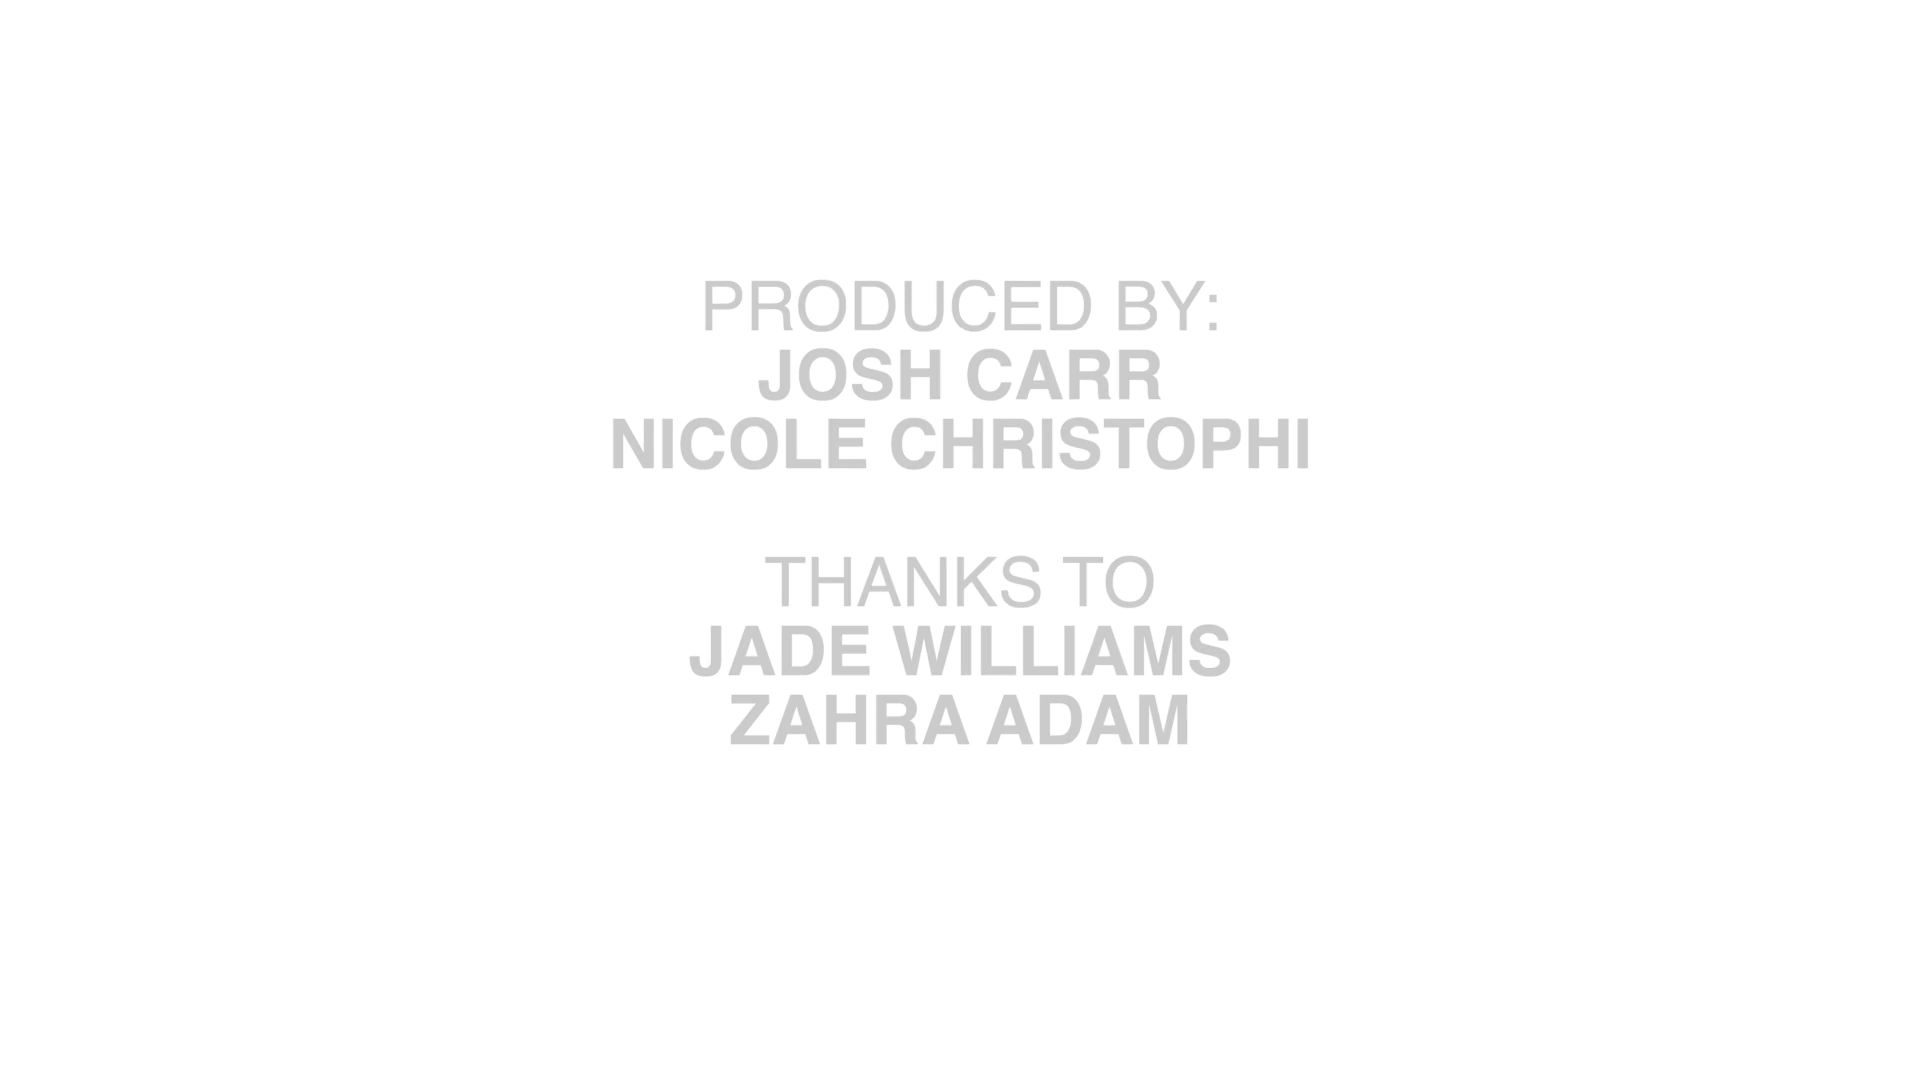 PRODUCED BY:
JOSH CARR
NICOLE CHRISTOPHI
THANKS TO
JADE WILLIAMS
ZAHRA ADAM